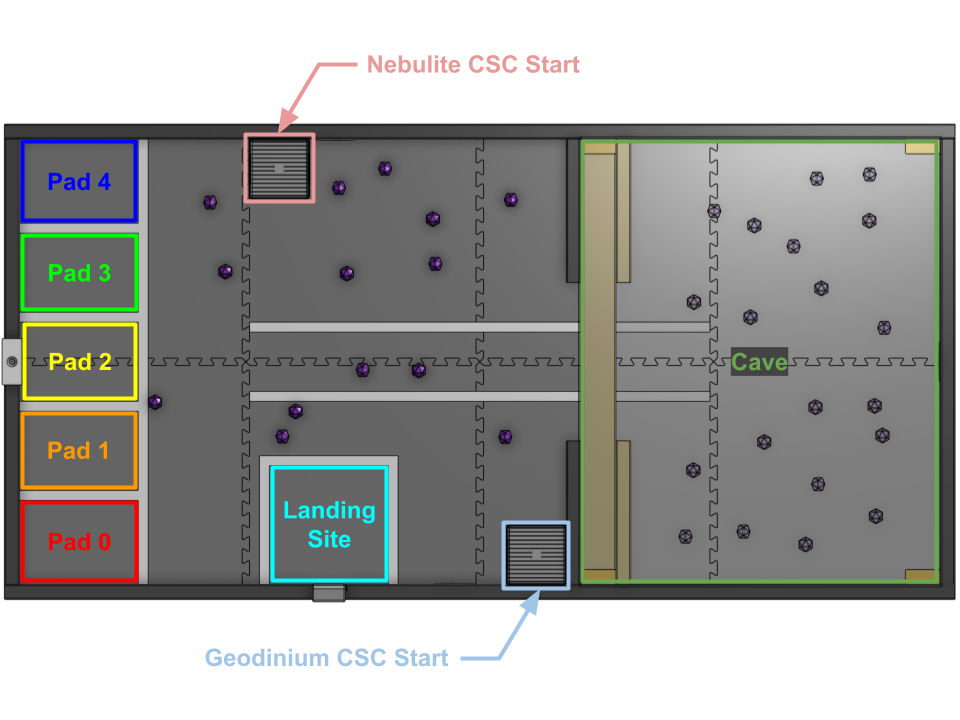 Nebulite CSC Start
Pad 4
Pad 3
Pad 2
Cave
Pad 1
Landing
Site
Pad 0
Geodinium CSC Start